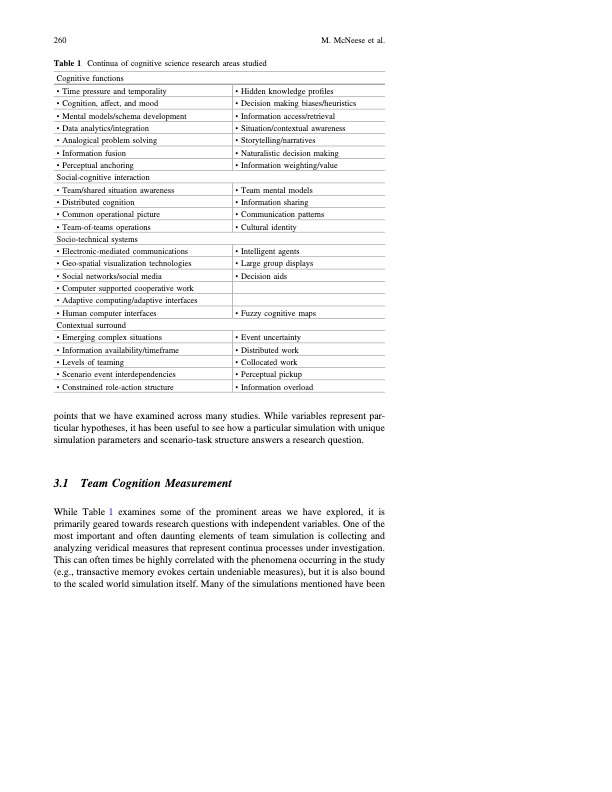 260
M. McNeese et al.
Table 1 Continua of cognitive science research areas studied
Cognitive functions
• Time pressure and temporality • Hidden knowledge profiles
• Cognition, affect, and mood • Decision making biases/heuristics
• Mental models/schema development • Information access/retrieval
• Data analytics/integration • Situation/contextual awareness
• Analogical problem solving • Storytelling/narratives
• Information fusion • Naturalistic decision making
• Perceptual anchoring • Information weighting/value
Social-cognitive interaction
• Team/shared situation awareness • Team mental models
• Distributed cognition • Information sharing
• Common operational picture • Communication patterns
• Team-of-teams operations • Cultural identity
Socio-technical systems
• Electronic-mediated communications • Intelligent agents
• Geo-spatial visualization technologies • Large group displays
• Social networks/social media • Decision aids
• Computer supported cooperative work
• Adaptive computing/adaptive interfaces
• Human computer interfaces • Fuzzy cognitive maps
Contextual surround
• Emerging complex situations • Event uncertainty
• Information availability/timeframe • Distributed work
• Levels of teaming • Collocated work
• Scenario event interdependencies • Perceptual pickup
• Constrained role-action structure • Information overload
points that we have examined across many studies. While variables represent par-
ticular hypotheses, it has been useful to see how a particular simulation with unique
simulation parameters and scenario-task structure answers a research question.
3.1 Team Cognition Measurement
While Table 1 examines some of the prominent areas we have explored, it is
primarily geared towards research questions with independent variables. One of the
most important and often daunting elements of team simulation is collecting and
analyzing veridical measures that represent continua processes under investigation.
This can often times be highly correlated with the phenomena occurring in the study
(e.g., transactive memory evokes certain undeniable measures), but it is also bound
to the scaled world simulation itself. Many of the simulations mentioned have been